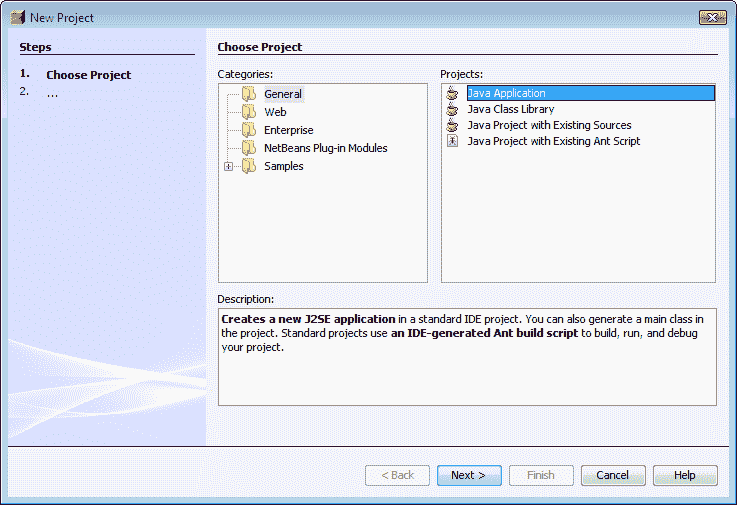 New Project
Steps
1. Choose Project
2. ...
Choose Project
Categories:
General
Web
Enterprise
NetBeans Plug-in Modules
Samples
Projects:
Java Application
Java Class Library
Java Project with Existing Sources
Java Project with Existing Ant Script
Description:
Creates a new J2SE application in a standard IDE project. You can also generate a main class in
the project. Standard projects use an IDE-generated Ant build script to build, run, and debug
your project.
< Back
Next >
Finish
Cancel
Help